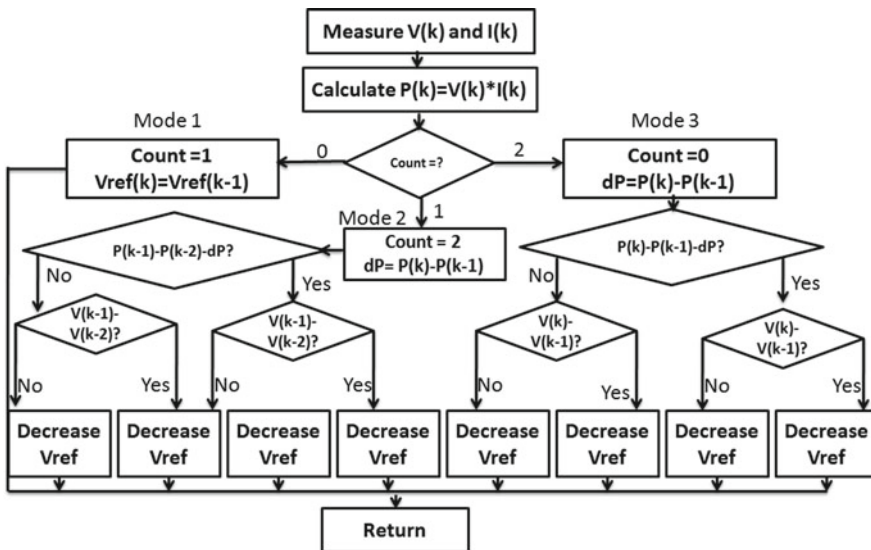 Measure V(k) and I(k)
Calculate P(k)=V(k)*I(k)
Mode 1
Mode 3
Count =1
Vref(k)=Vref(k-1)
0
Count =?
2
Count =0
dP=P(k)-P(k-1)
1
Mode 2
Count = 2
dP= P(k)-P(k-1)
P(k-1)-P(k-2)-dP?
P(k)-P(k-1)-dP?
No
Yes
No
Yes
V(k-1)-
V(k-2)?
V(k-1)-
V(k-2)?
V(k)-
V(k-1)?
V(k)-
V(k-1)?
No
Yes
No
Yes
No
Yes
No
Yes
Decrease
Vref
Decrease
Vref
Decrease
Vref
Decrease
Vref
Decrease
Vref
Decrease
Vref
Decrease
Vref
Decrease
Vref
Return